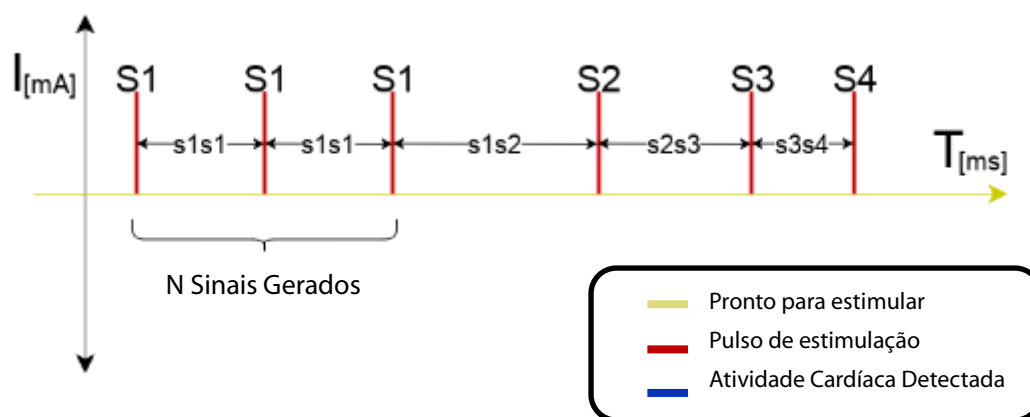 I[mA]
S1 S1 S1 S2 S3 S4
s1s1 s1s1 s1s2 s2s3 s3s4
T[ms]
N Sinais Gerados
Pronto para estimular
Pulso de estimulação
Atividade Cardíaca Detectada